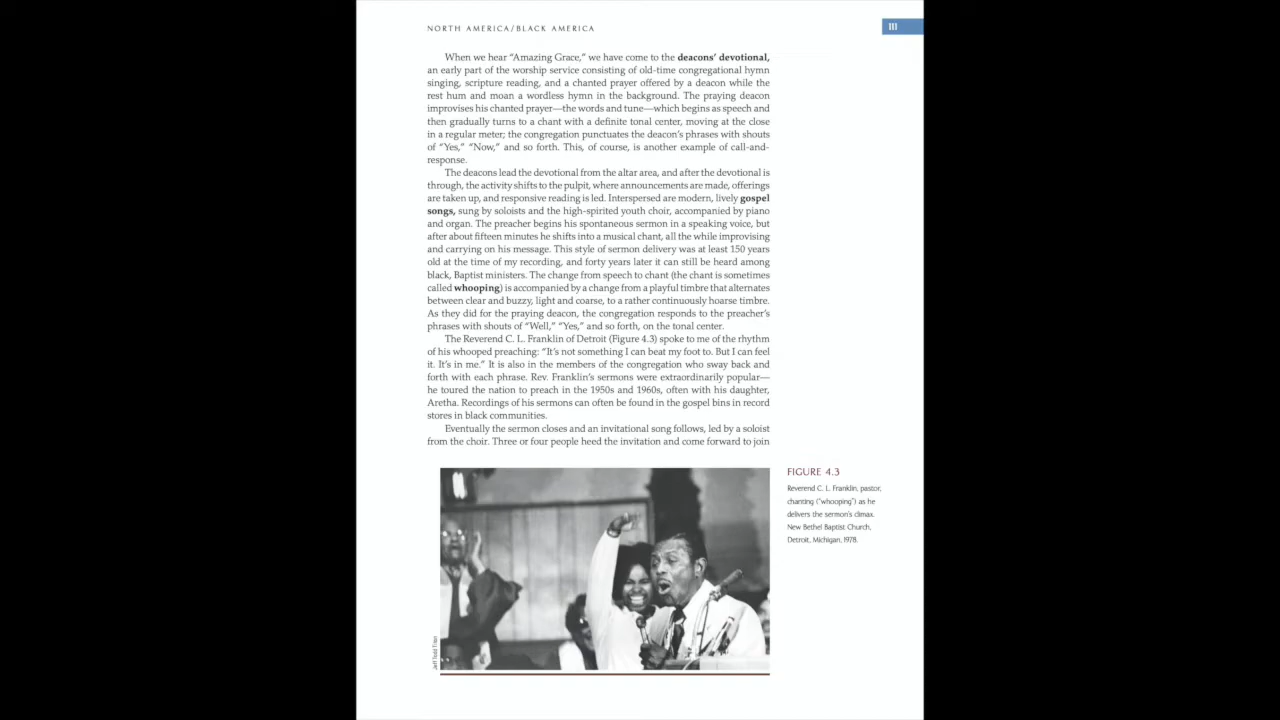 NORTH AMERICA/BLACK AMERICA
111
When we hear “Amazing Grace,” we have come to the deacons’ devotional,
an early part of the worship service consisting of old-time congregational hymn
singing, scripture reading, and a chanted prayer offered by a deacon while the
rest hum and moan a wordless hymn in the background. The praying deacon
improvises his chanted prayer—the words and tune—which begins as speech and
then gradually turns to a chant with a definite tonal center, moving at the close
in a regular meter; the congregation punctuates the deacon’s phrases with shouts
of “Yes,” “Now,” and so forth. This, of course, is another example of call-and-
response.
The deacons lead the devotional from the altar area, and after the devotional is
through, the activity shifts to the pulpit, where announcements are made, offerings
are taken up, and responsive reading is led. Interspersed are modern, lively gospel
songs, sung by soloists and the high-spirited youth choir, accompanied by piano
and organ. The preacher begins his spontaneous sermon in a speaking voice, but
after about fifteen minutes he shifts into a musical chant, all the while improvising
and carrying on his message. This style of sermon delivery was at least 150 years
old at the time of my recording, and forty years later it can still be heard among
black, Baptist ministers. The change from speech to chant (the chant is sometimes
called whooping) is accompanied by a change from a playful timbre that alternates
between clear and buzzy, light and coarse, to a rather continuously hoarse timbre.
As they did for the praying deacon, the congregation responds to the preacher’s
phrases with shouts of “Well,” “Yes,” and so forth, on the tonal center.
The Reverend C. L. Franklin of Detroit (Figure 4.3) spoke to me of the rhythm
of his whooped preaching: “It’s not something I can beat my foot to. But I can feel
it. It’s in me.” It is also in the members of the congregation who sway back and
forth with each phrase. Rev. Franklin’s sermons were extraordinarily popular—
he toured the nation to preach in the 1950s and 1960s, often with his daughter,
Aretha. Recordings of his sermons can often be found in the gospel bins in record
stores in black communities.
Eventually the sermon closes and an invitational song follows, led by a soloist
from the choir. Three or four people heed the invitation and come forward to join
FIGURE 4.3
Reverend C. L. Franklin, pastor,
chanting (“whooping”) as he
delivers the sermon’s climax.
New Bethel Baptist Church,
Detroit, Michigan, 1978.
Jeff Todd Titon